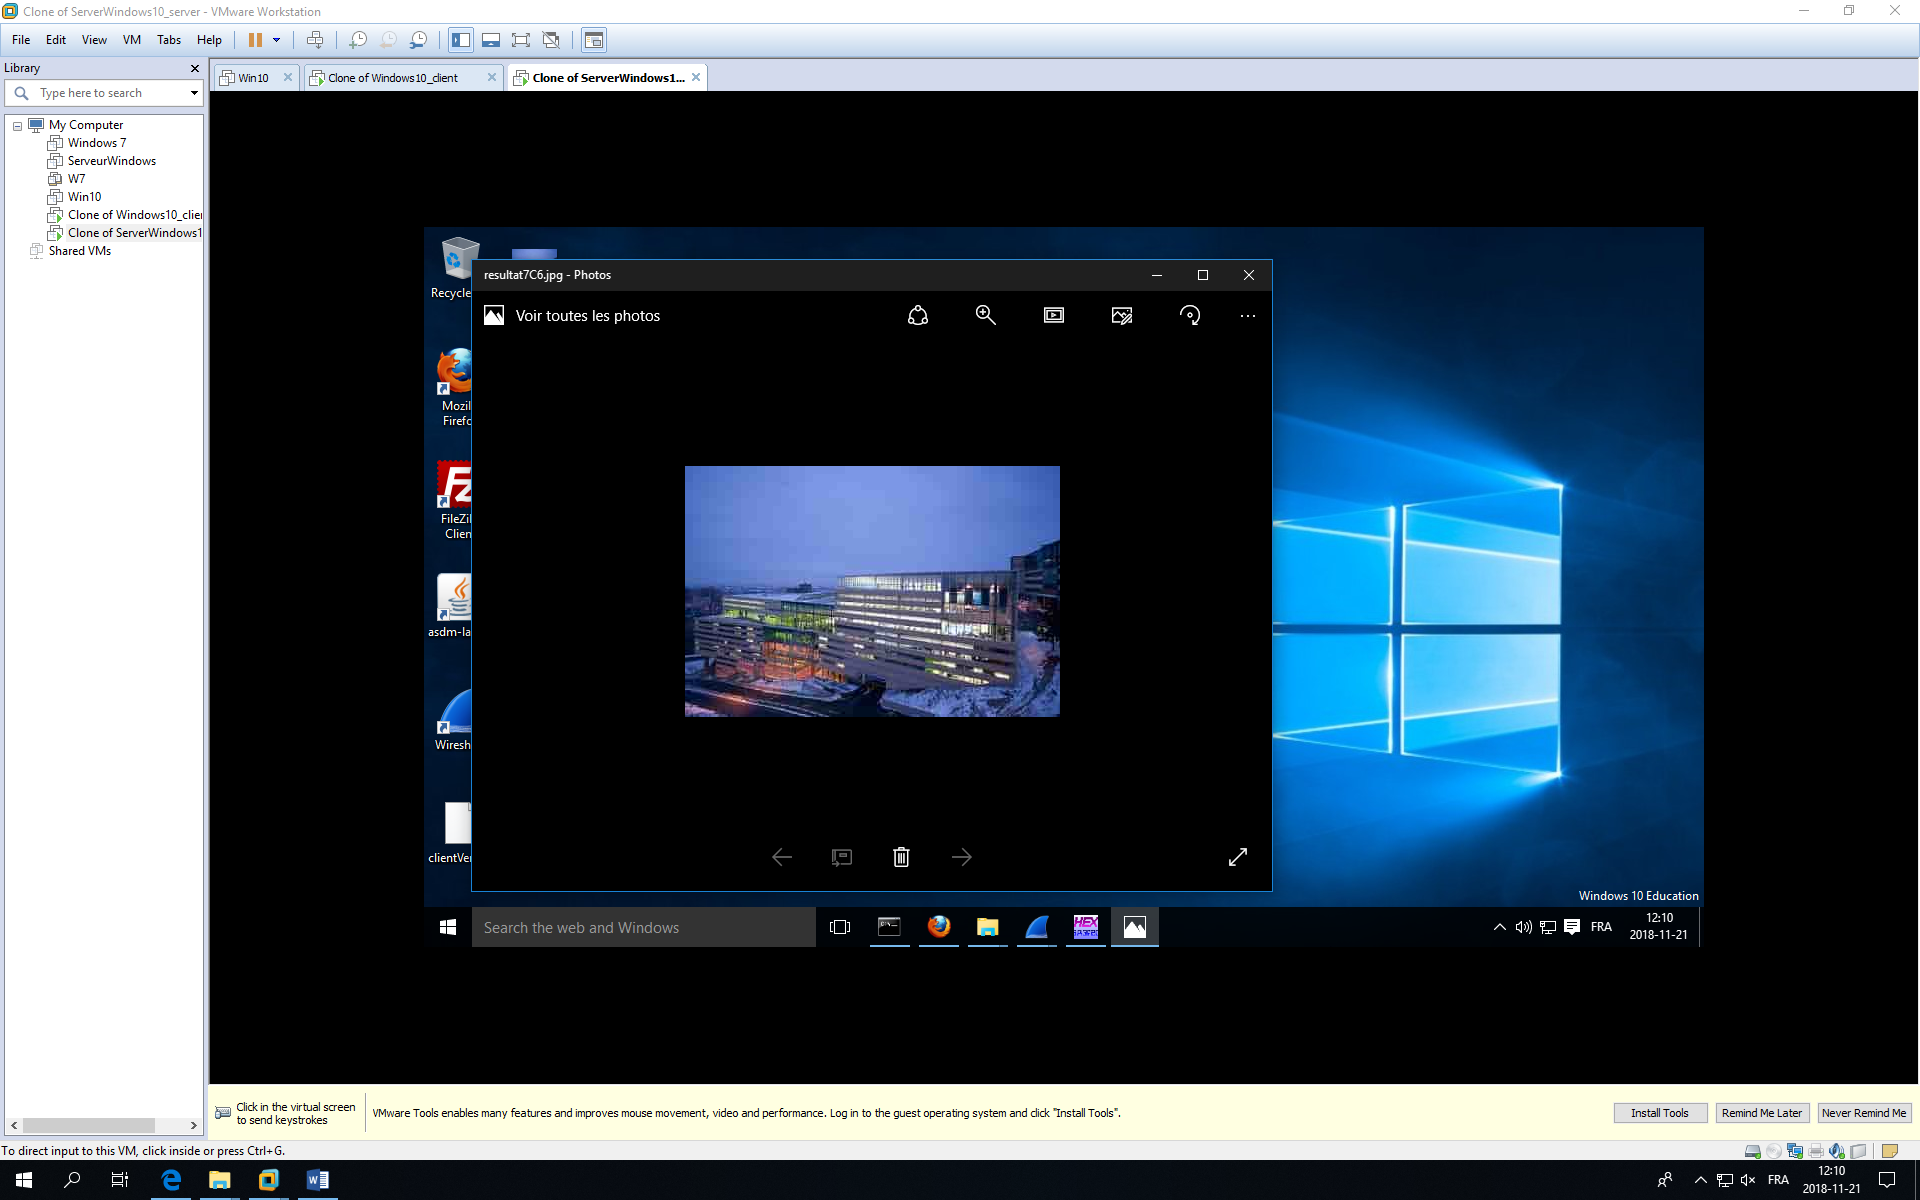 Clone of ServerWindows10_server - VMware Workstation
File Edit View VM Tabs Help
Library
Type here to search
My Computer
Windows 7
ServeurWindows
W7
Win10
Clone of Windows10_clie
Clone of ServerWindows1
Shared VMs
Win10
Clone of Windows10_client
Clone of ServerWindows1...
Recycle
Mozil
Firefo
FileZil
Clien
asdm-la
Wiresh
clientVer
resultat7C6.jpg - Photos
Voir toutes les photos
Windows 10 Education
Search the web and Windows
HEX
FRA
12:10
2018-11-21
Click in the virtual screen
to send keystrokes
VMware Tools enables many features and improves mouse movement, video and performance. Log in to the guest operating system and click "Install Tools".
Install Tools
Remind Me Later
Never Remind Me
To direct input to this VM, click inside or press Ctrl+G.
FRA
12:10
2018-11-21